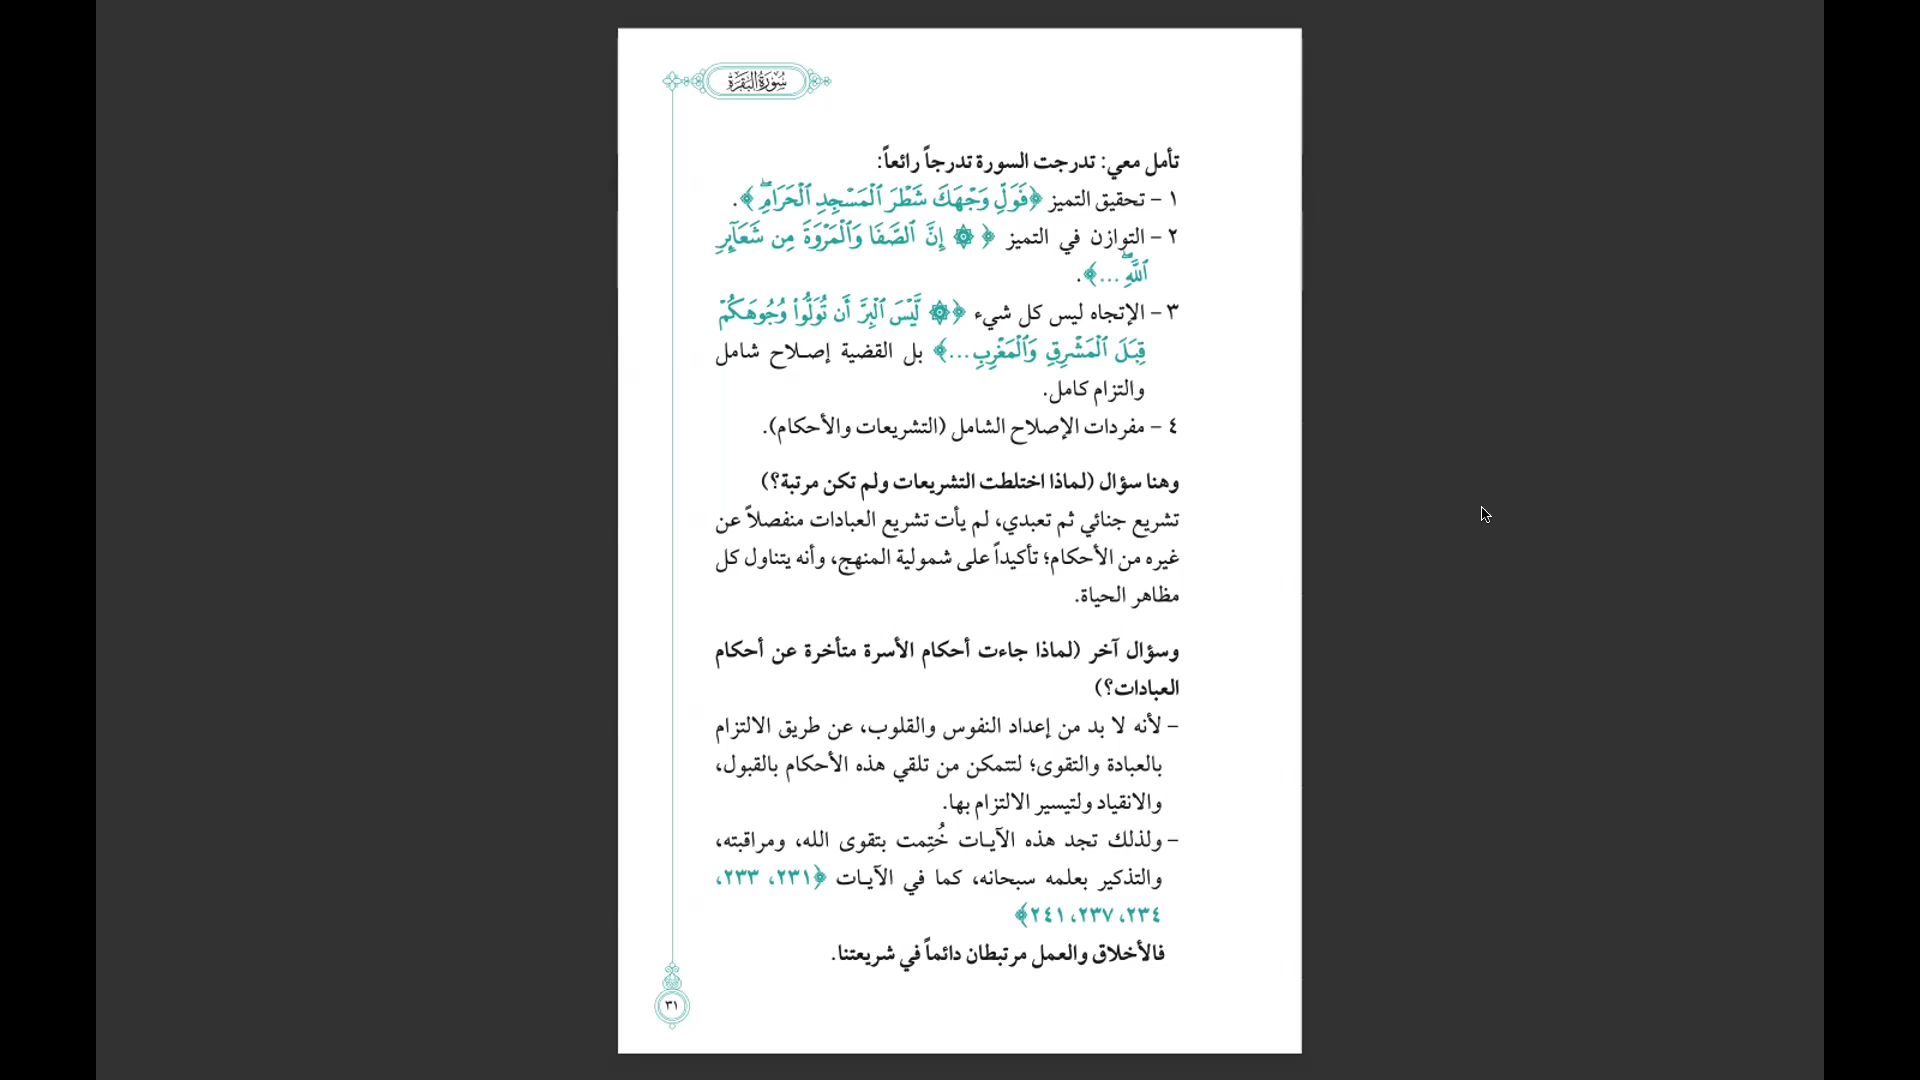 سُورَةُ البَقَرَةِ
تأمل معي: تدرجت السورة تدرجاً رائعاً:
١ – تحقيق التميز ﴿فَوَلِّ وَجْهَكَ شَطْرَ ٱلْمَسْجِدِ ٱلْحَرَامِۖ﴾.
٢ – التوازن في التميز ﴿ ۞ إِنَّ ٱلصَّفَا وَٱلْمَرْوَةَ مِن شَعَآئِرِ
ٱللَّهِۖ ...﴾.
٣ – الإتجاه ليس كل شيء ﴿۞ لَّيْسَ ٱلْبِرَّ أَن تُوَلُّوا۟ وُجُوهَكُمْ
قِبَلَ ٱلْمَشْرِقِ وَٱلْمَغْرِبِ...﴾ بل القضية إصلاح شامل
والتزام كامل.
٤ – مفردات الإصلاح الشامل (التشريعات والأحكام).
وهنا سؤال (لماذا اختلطت التشريعات ولم تكن مرتبة؟)
تشريع جنائي ثم تعبدي، لم يأت تشريع العبادات منفصلاً عن
غيره من الأحكام؛ تأكيداً على شمولية المنهج، وأنه يتناول كل
مظاهر الحياة.
وسؤال آخر (لماذا جاءت أحكام الأسرة متأخرة عن أحكام
العبادات؟)
– لأنه لا بد من إعداد النفوس والقلوب، عن طريق الالتزام
بالعبادة والتقوى؛ لتتمكن من تلقي هذه الأحكام بالقبول،
والانقياد ولتيسير الالتزام بها.
– ولذلك تجد هذه الآيات خُتِمت بتقوى الله، ومراقبته،
والتذكير بعلمه سبحانه، كما في الآيات ﴿٢٣١، ٢٣٣،
٢٣٤، ٢٣٧، ٢٤١﴾
فالأخلاق والعمل مرتبطان دائماً في شريعتنا.
٣١